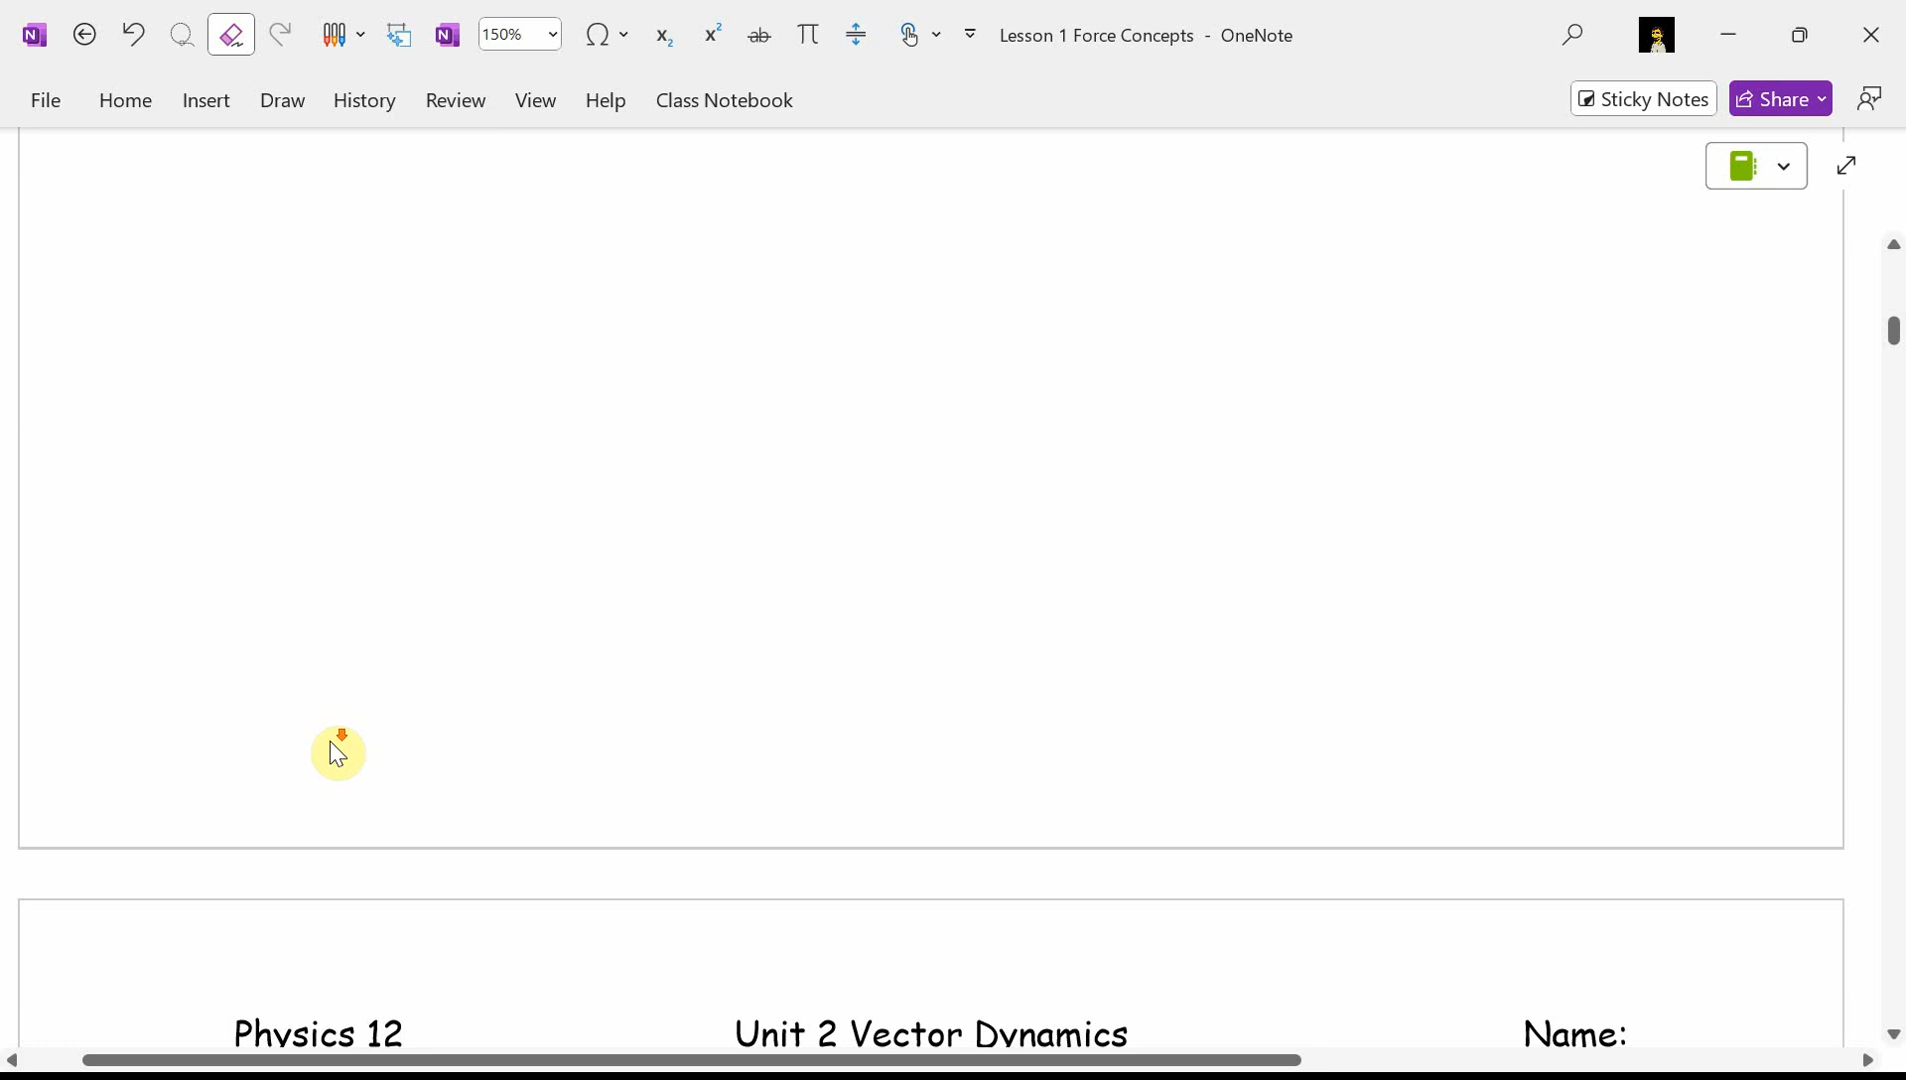 150%
Lesson 1 Force Concepts - OneNote
File Home Insert Draw History Review View Help Class Notebook
Sticky Notes Share
Physics 12 Unit 2 Vector Dynamics Name: